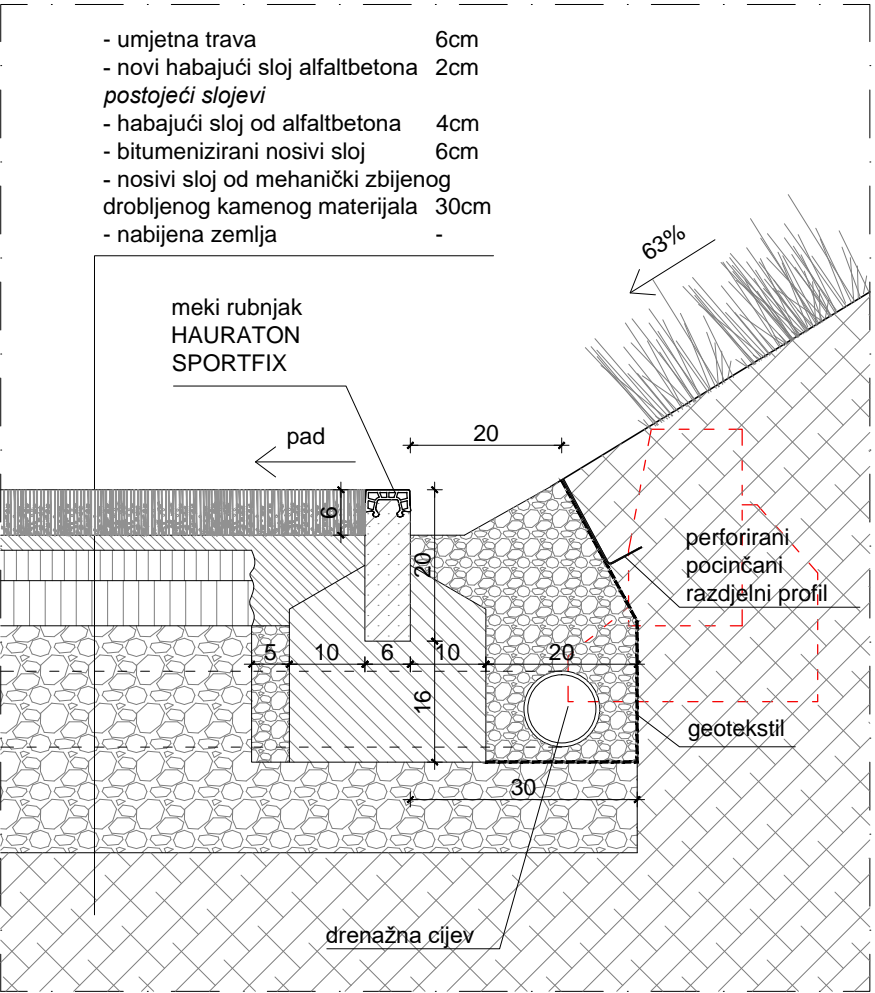 - umjetna trava 6cm
- novi habajući sloj alfaltbetona 2cm
postojeći slojevi
- habajući sloj od alfaltbetona 4cm
- bitumenizirani nosivi sloj 6cm
- nosivi sloj od mehanički zbijenog
drobljenog kamenog materijala 30cm
- nabijena zemlja -
63%
meki rubnjak
HAURATON
SPORTFIX
pad
20
6
20
perforirani
pocinčani
razdjelni profil
5 10 6 10 20
16
geotekstil
30
drenažna cijev